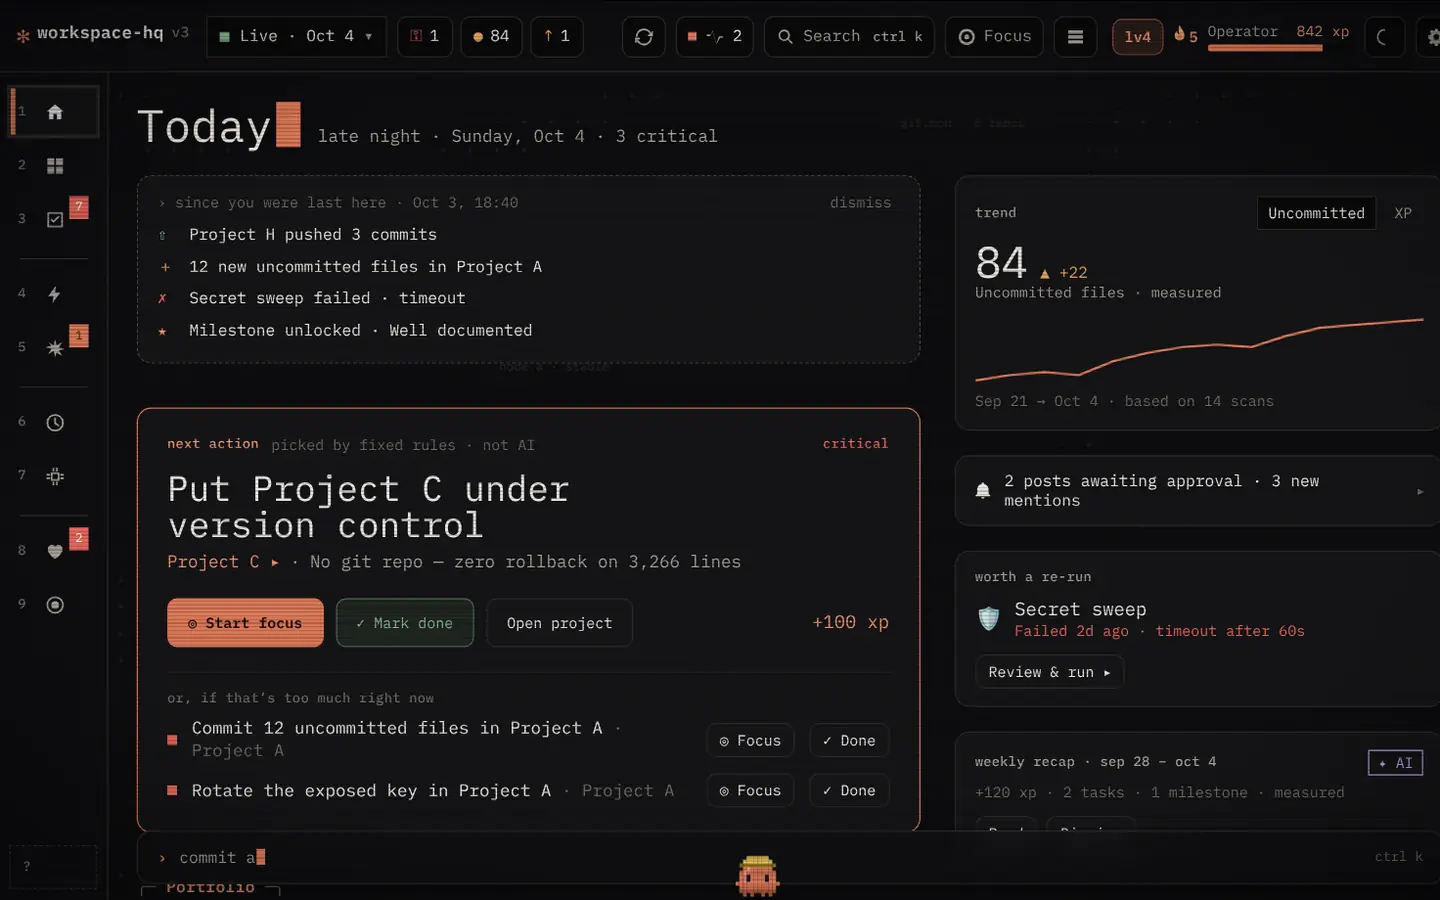 workspace-hq v3
Live · Oct 4 ▾
1
84
↑ 1
2
Search ctrl k
Focus
lv4
5
Operator 842 xp
1
2
3
7
4
5
1
6
7
8
2
9
?
Today
late night · Sunday, Oct 4 · 3 critical
› since you were last here · Oct 3, 18:40
dismiss
⇧ Project H pushed 3 commits
+ 12 new uncommitted files in Project A
✗ Secret sweep failed · timeout
★ Milestone unlocked · Well documented
next action picked by fixed rules · not AI
critical
Put Project C under
version control
Project C ▸ · No git repo — zero rollback on 3,266 lines
◎ Start focus
✓ Mark done
Open project
+100 xp
or, if that's too much right now
Commit 12 uncommitted files in Project A ·
Project A
◎ Focus
✓ Done
Rotate the exposed key in Project A · Project A
◎ Focus
✓ Done
› commit a
ctrl k
Portfolio
trend
Uncommitted
XP
84 ▲ +22
Uncommitted files · measured
Sep 21 → Oct 4 · based on 14 scans
2 posts awaiting approval · 3 new
mentions
▸
worth a re-run
Secret sweep
Failed 2d ago · timeout after 60s
Review & run ▸
weekly recap · sep 28 – oct 4
✦ AI
+120 xp · 2 tasks · 1 milestone · measured